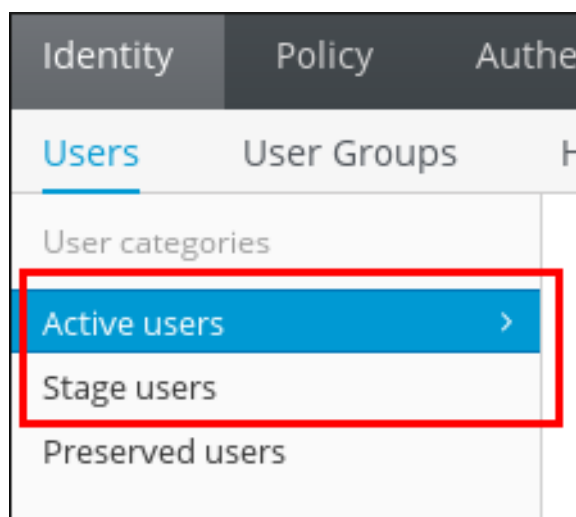 Identity Policy
Users User Groups
User categories
Active users
Stage users
Preserved users